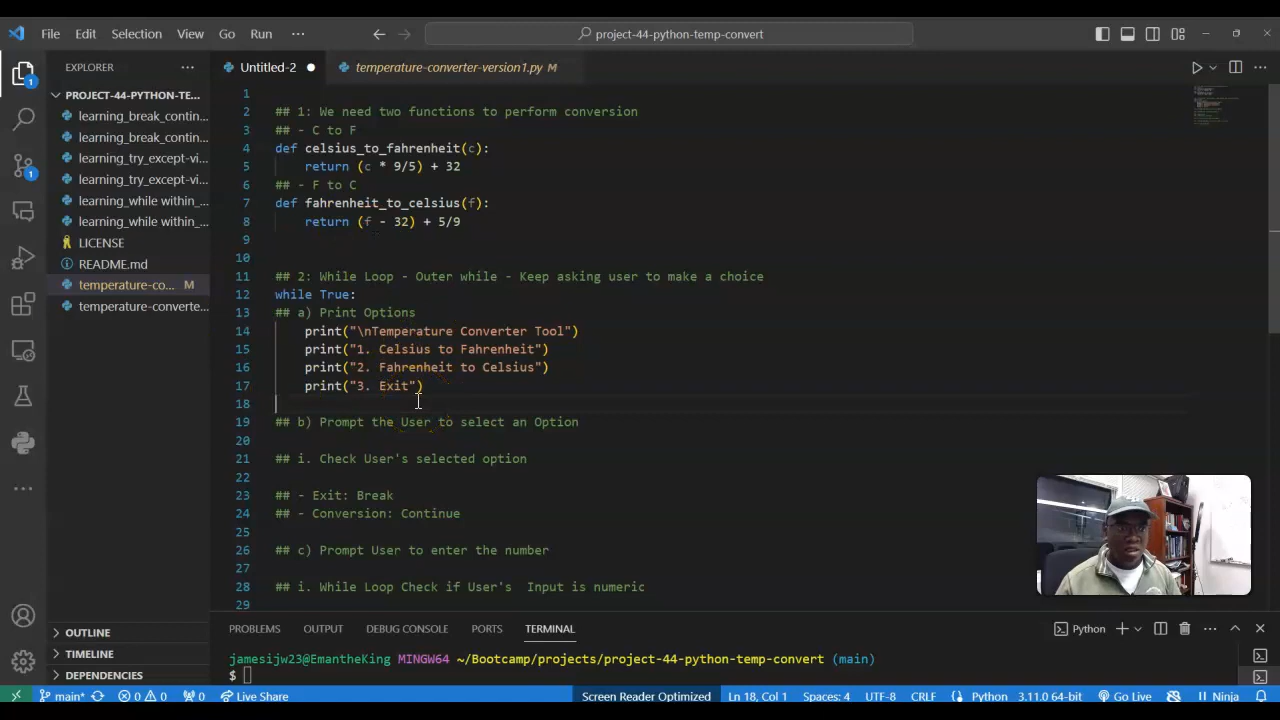 File Edit Selection View Go Run ··· project-44-python-temp-convert
EXPLORER ···
Untitled-2
temperature-converter-version1.py M
PROJECT-44-PYTHON-TE...
learning_break_contin...
learning_break_contin...
learning_try_except-vi...
learning_try_except-vi...
learning_while within_...
learning_while within_...
LICENSE
README.md
temperature-co... M
temperature-converte...
1
2 ## 1: We need two functions to perform conversion
3 ## - C to F
4 def celsius_to_fahrenheit(c):
5 return (c * 9/5) + 32
6 ## - F to C
7 def fahrenheit_to_celsius(f):
8 return (f - 32) + 5/9
9
10
11 ## 2: While Loop - Outer while - Keep asking user to make a choice
12 while True:
13 ## a) Print Options
14 print("\nTemperature Converter Tool")
15 print("1. Celsius to Fahrenheit")
16 print("2. Fahrenheit to Celsius")
17 print("3. Exit")
18
19 ## b) Prompt the User to select an Option
20
21 ## i. Check User's selected option
22
23 ## - Exit: Break
24 ## - Conversion: Continue
25
26 ## c) Prompt User to enter the number
27
28 ## i. While Loop Check if User's  Input is numeric
29
1
1
OUTLINE
TIMELINE
DEPENDENCIES
PROBLEMS OUTPUT DEBUG CONSOLE PORTS TERMINAL Python
jamesijw23@EmantheKing MINGW64 ~/Bootcamp/projects/project-44-python-temp-convert (main)
$
main* 0 0 0 Live Share Screen Reader Optimized Ln 18, Col 1 Spaces: 4 UTF-8 CRLF Python 3.11.0 64-bit Go Live Ninja